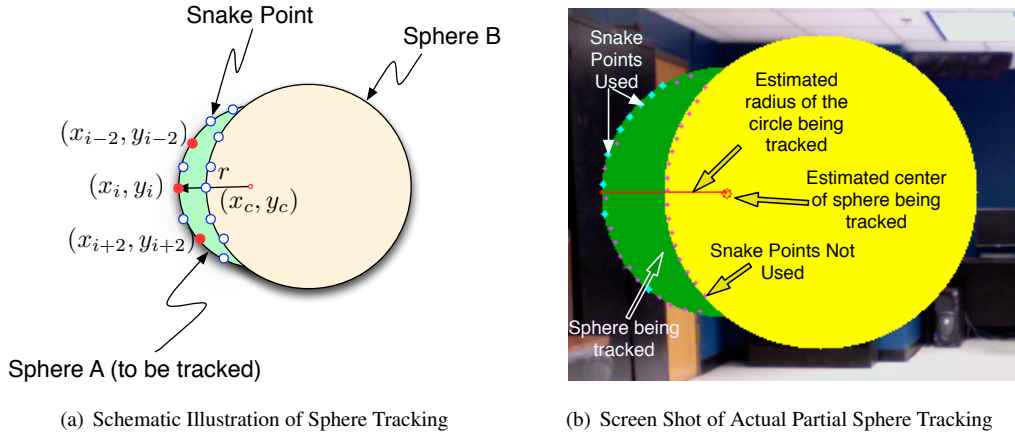 Snake Point
Sphere B
(x_{i−2}, y_{i−2})
(x_i, y_i)
r
(x_c, y_c)
(x_{i+2}, y_{i+2})
Sphere A (to be tracked)
(a) Schematic Illustration of Sphere Tracking
Snake
Points
Used
Estimated
radius of the
circle being
tracked
Estimated center
of sphere being
tracked
Snake Points Not
Used
Sphere being
tracked
(b) Screen Shot of Actual Partial Sphere Tracking